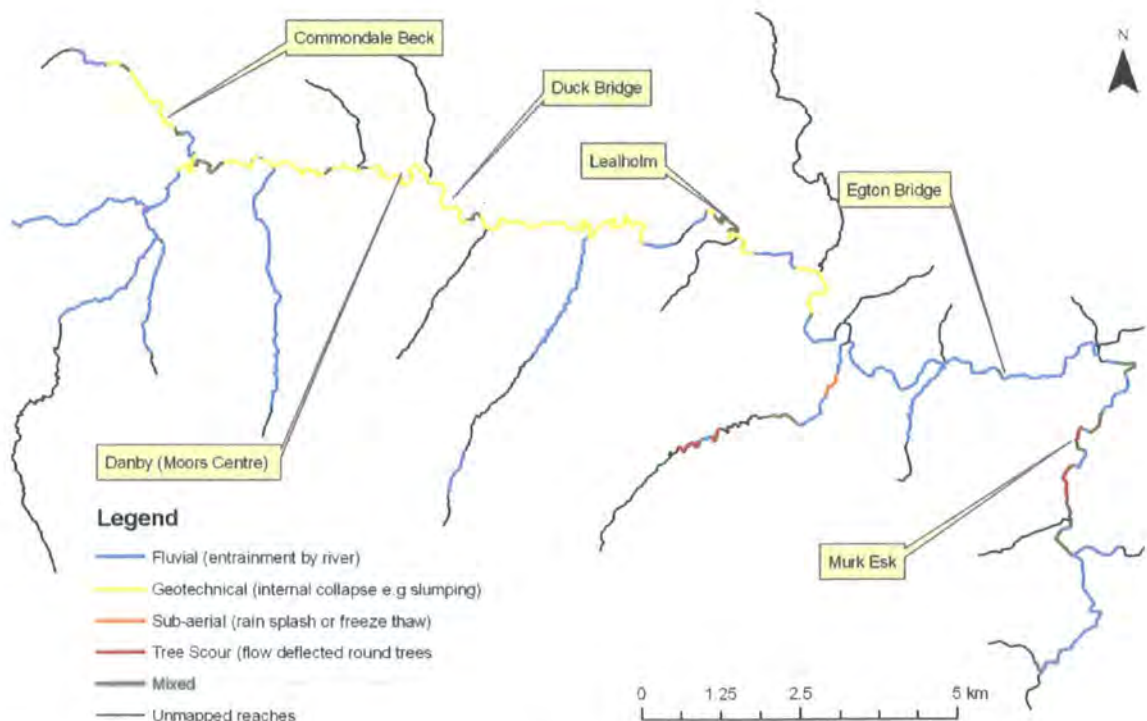 Commondale Beck
N
Duck Bridge
Lealholm
Egton Bridge
Danby (Moors Centre)
Murk Esk
Legend
Fluvial (entrainment by river)
Geotechnical (internal collapse e.g slumping)
Sub-aerial (rain splash or freeze thaw)
Tree Scour (flow deflected round trees
Mixed
Unmapped reaches
0 1.25 2.5 5 km